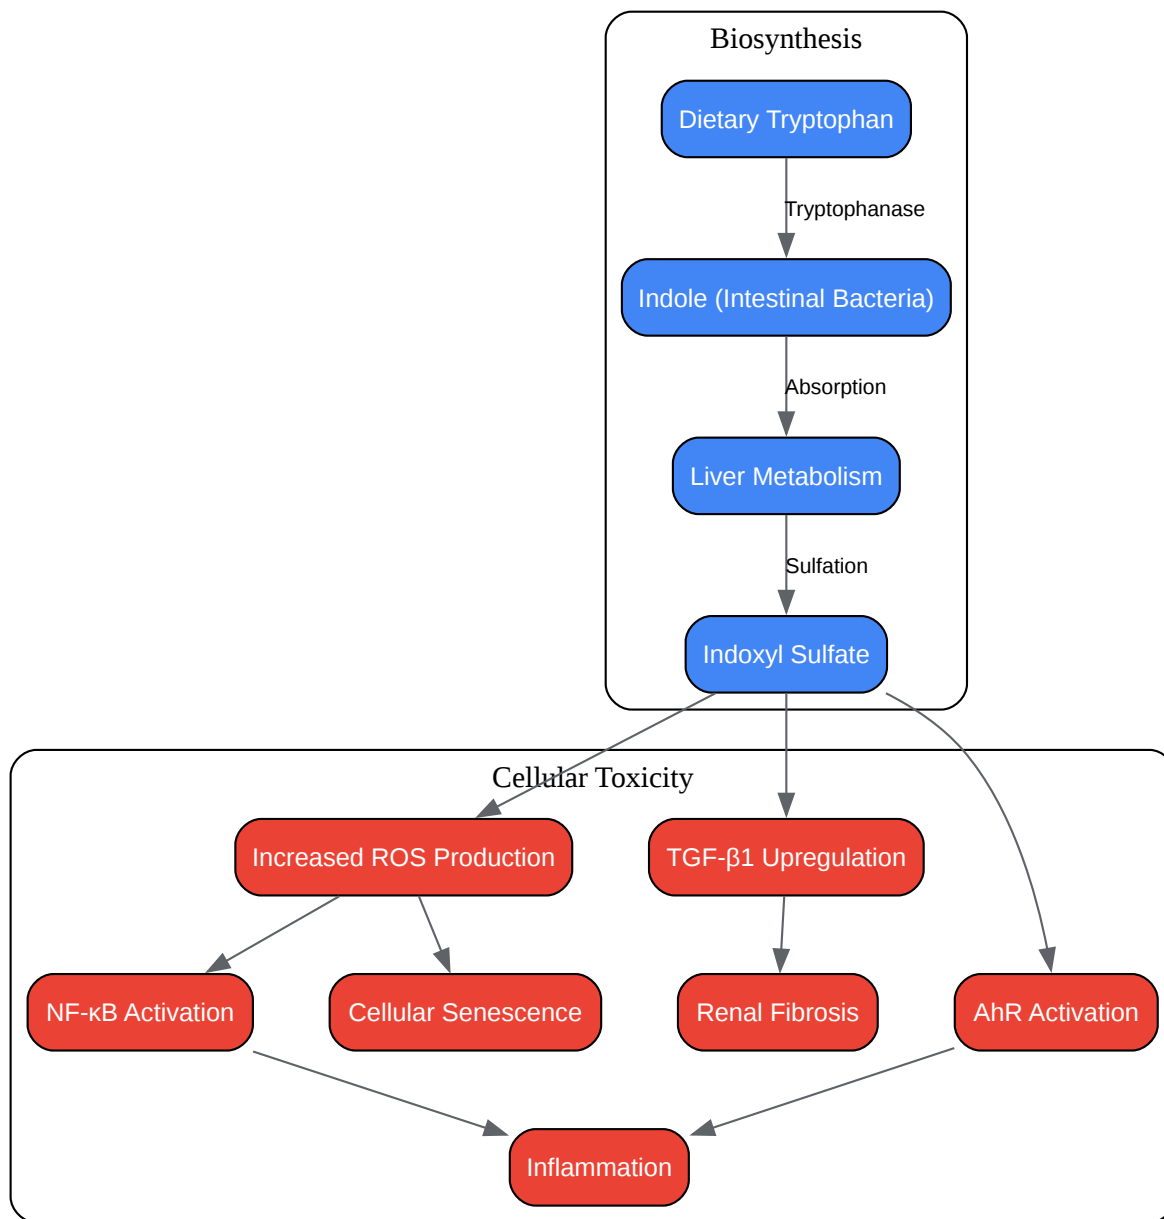 Biosynthesis
Dietary Tryptophan
Tryptophanase
Indole (Intestinal Bacteria)
Absorption
Liver Metabolism
Sulfation
Indoxyl Sulfate
Cellular Toxicity
Increased ROS Production
TGF-β1 Upregulation
NF-κB Activation
Cellular Senescence
Renal Fibrosis
AhR Activation
Inflammation